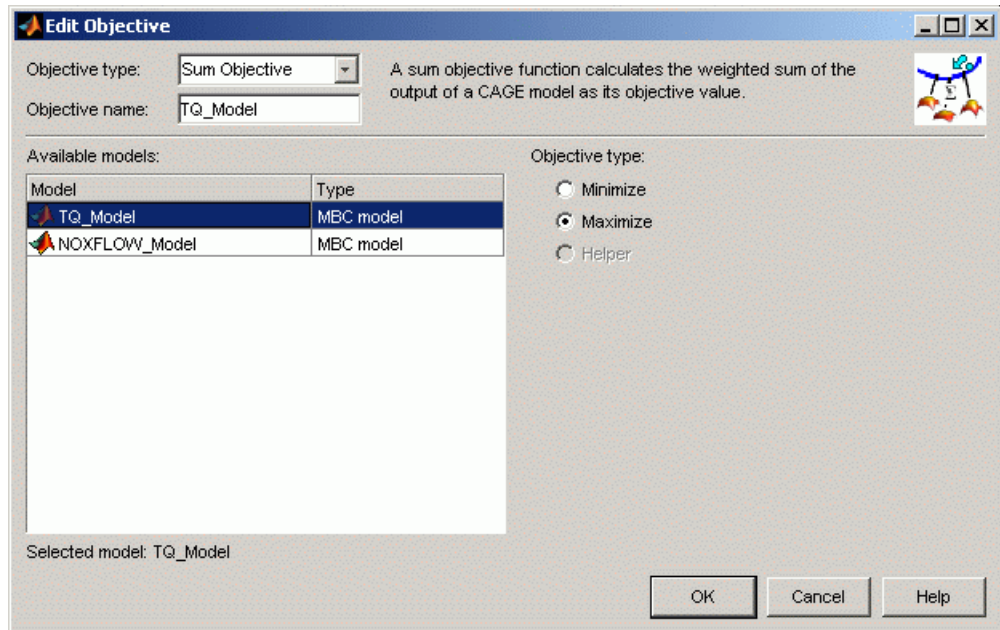 Edit Objective
Objective type: Sum Objective
Objective name: TQ_Model
A sum objective function calculates the weighted sum of the
output of a CAGE model as its objective value.
Available models:
Model Type
TQ_Model MBC model
NOXFLOW_Model MBC model
Selected model: TQ_Model
Objective type:
Minimize
Maximize
Helper
OK Cancel Help